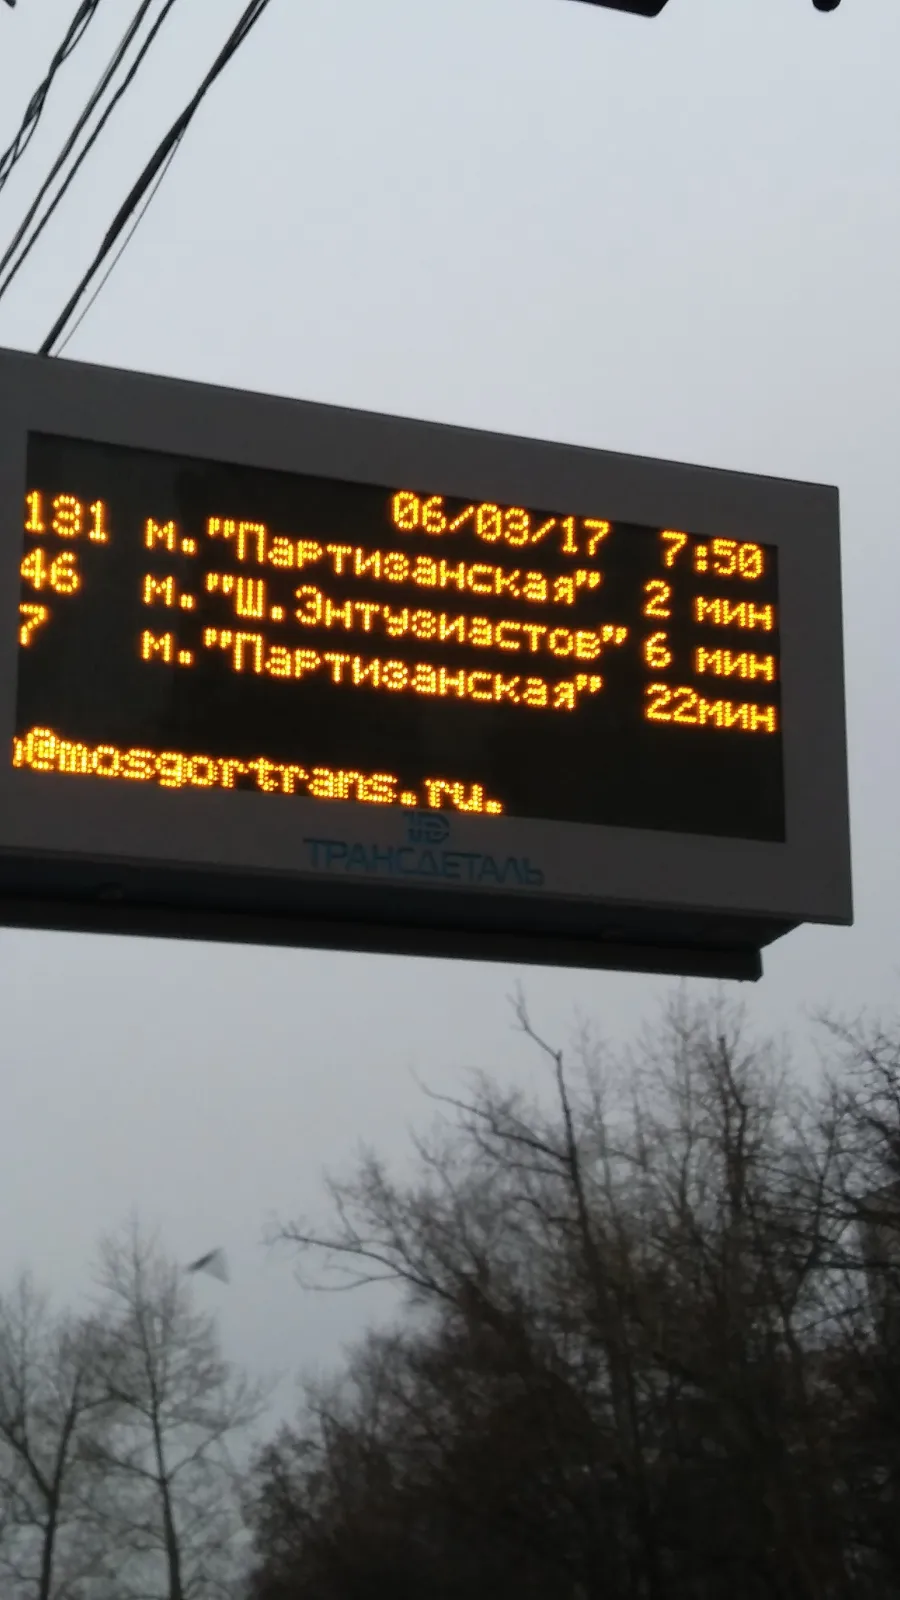 06/03/17 7:50
131 м."Партизанская" 2 мин
46 м."Ш.Энтузиастов" 6 мин
7 м."Партизанская" 22мин
@mosgortrans.ru.
ТРАНСДЕТАЛЬ